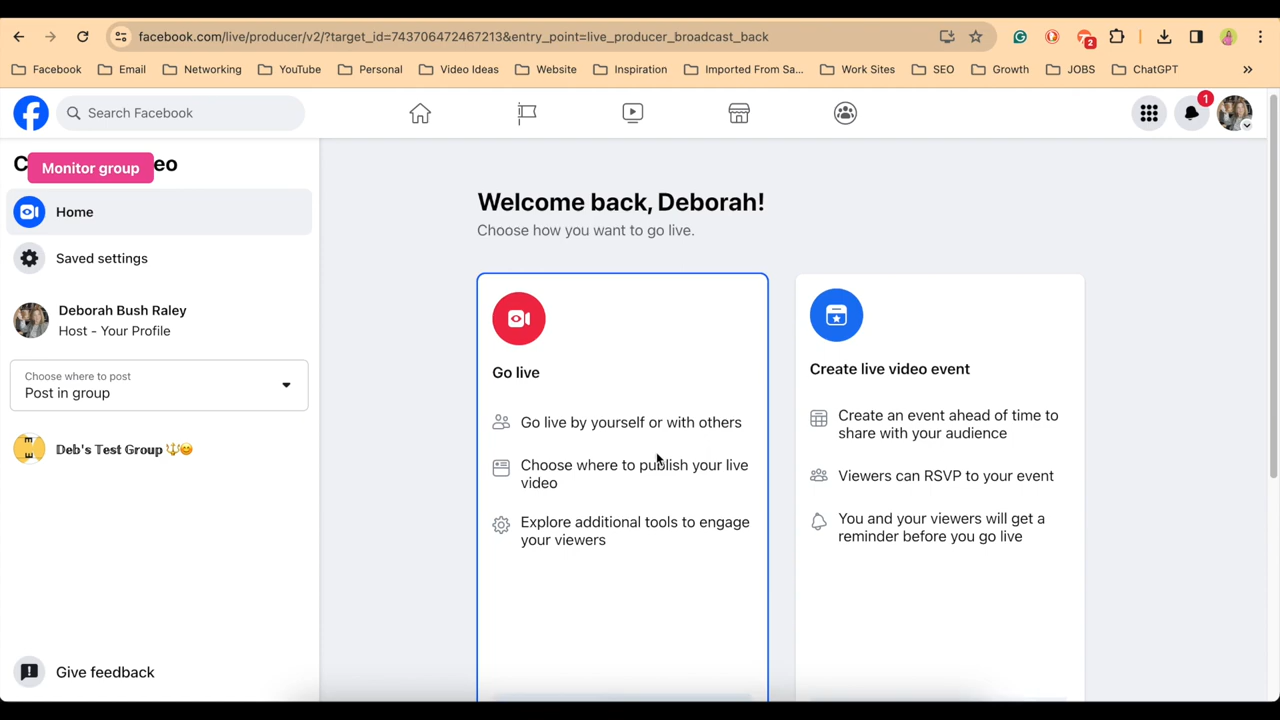 facebook.com/live/producer/v2/?target_id=743706472467213&entry_point=live_producer_broadcast_back
2
Facebook Email Networking YouTube Personal Video Ideas Website Inspiration Imported From Sa... Work Sites SEO Growth JOBS ChatGPT »
Search Facebook
1
C Monitor group eo
Home
Saved settings
Deborah Bush Raley
Host - Your Profile
Choose where to post
Post in group
𝔻𝕖𝕓'𝕤 𝕋𝕖𝕤𝕥 𝔾𝕣𝕠𝕦𝕡 🔱😊
Give feedback
Welcome back, Deborah!
Choose how you want to go live.
Go live
Go live by yourself or with others
Choose where to publish your live
video
Explore additional tools to engage
your viewers
Create live video event
Create an event ahead of time to
share with your audience
Viewers can RSVP to your event
You and your viewers will get a
reminder before you go live